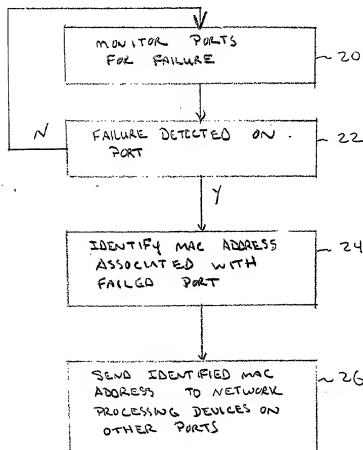 MONITOR PORTS
FOR FAILURE
20
N
FAILURE DETECTED ON
PORT
22
Y
IDENTIFY MAC ADDRESS
ASSOCIATED WITH
FAILED PORT
24
SEND IDENTIFIED MAC
ADDRESS TO NETWORK
PROCESSING DEVICES ON
OTHER PORTS
26